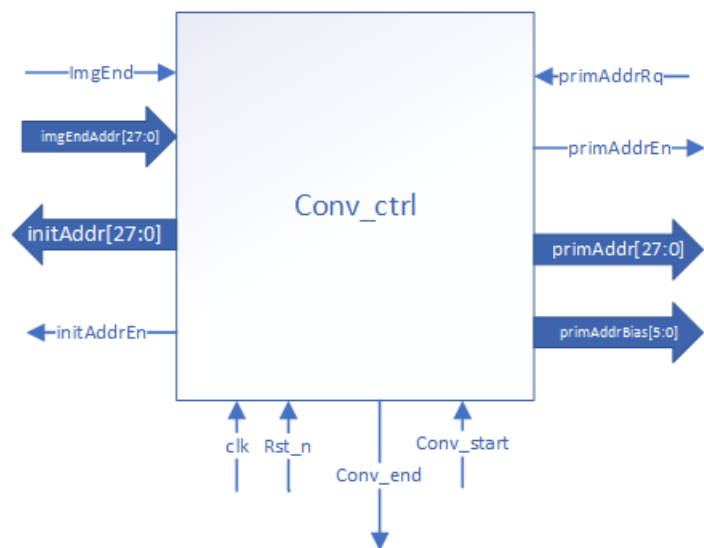 ImgEnd
primAddrRq
imgEndAddr[27:0]
primAddrEn
Conv_ctrl
initAddr[27:0]
primAddr[27:0]
initAddrEn
primAddrBias[5:0]
clk
Rst_n
Conv_end
Conv_start